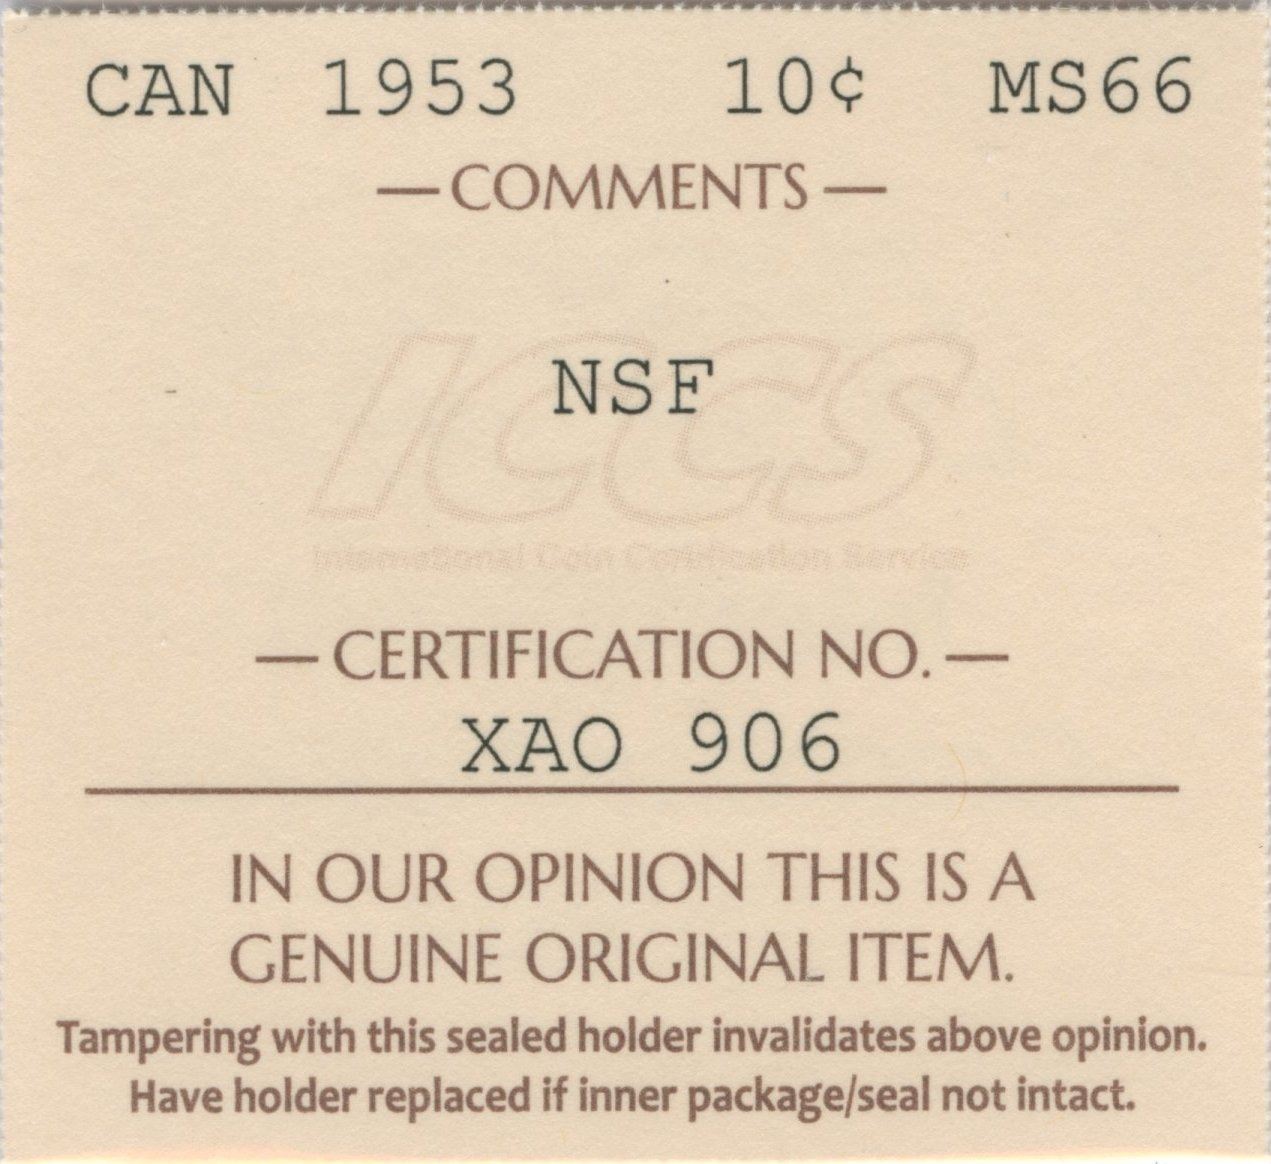 CAN 1953 10¢ MS66
—COMMENTS—
NSF
ICCS
International Coin Certification Service
—CERTIFICATION NO.—
XAO 906
IN OUR OPINION THIS IS A
GENUINE ORIGINAL ITEM.
Tampering with this sealed holder invalidates above opinion.
Have holder replaced if inner package/seal not intact.